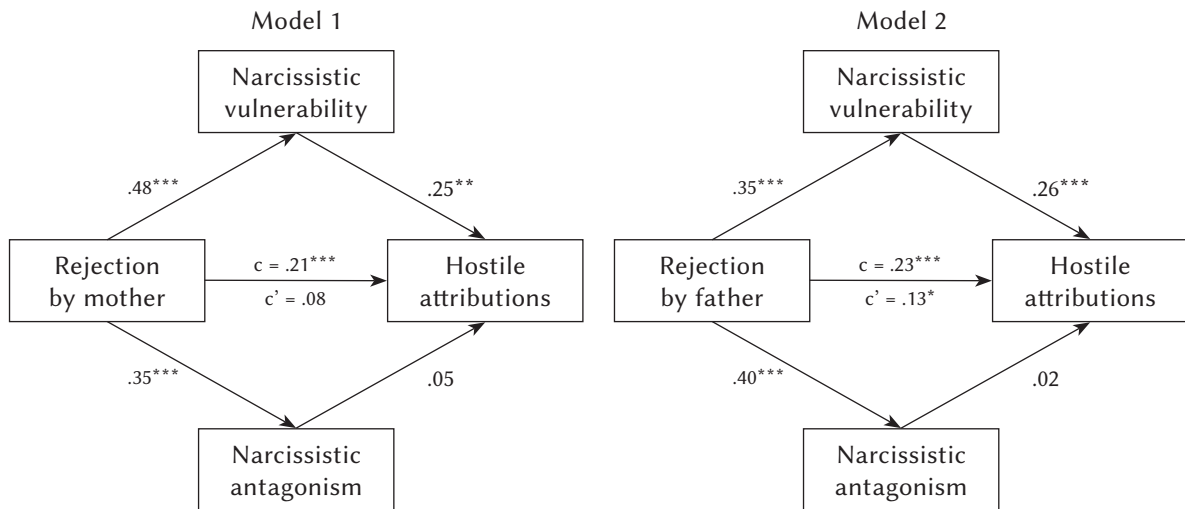 Model 1
Narcissistic
vulnerability
.48***
.25**
Rejection
by mother
c = .21***
c’ = .08
Hostile
attributions
.35***
.05
Narcissistic
antagonism
Model 2
Narcissistic
vulnerability
.35***
.26***
Rejection
by father
c = .23***
c’ = .13*
Hostile
attributions
.40***
.02
Narcissistic
antagonism